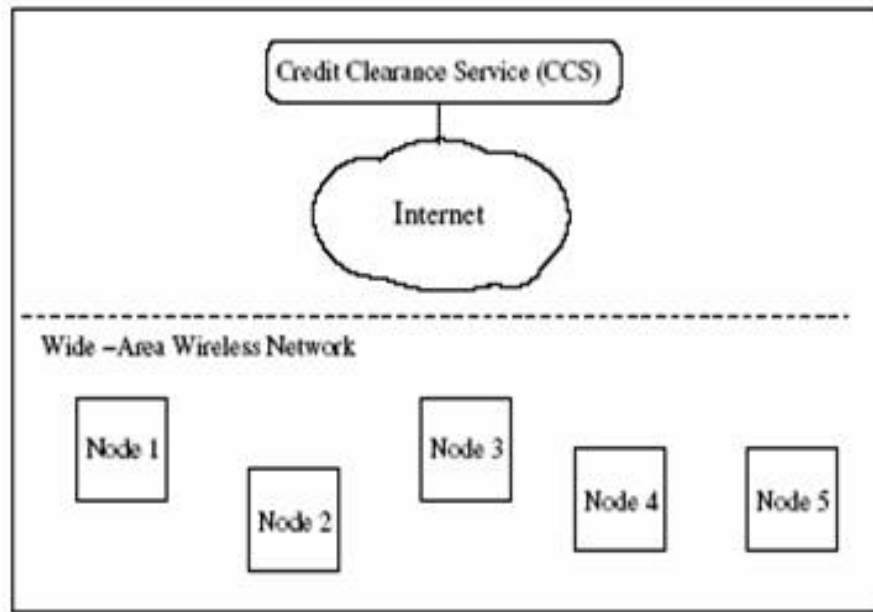 Credit Clearance Service (CCS)
Internet
Wide –Area Wireless Network
Node 1
Node 2
Node 3
Node 4
Node 5